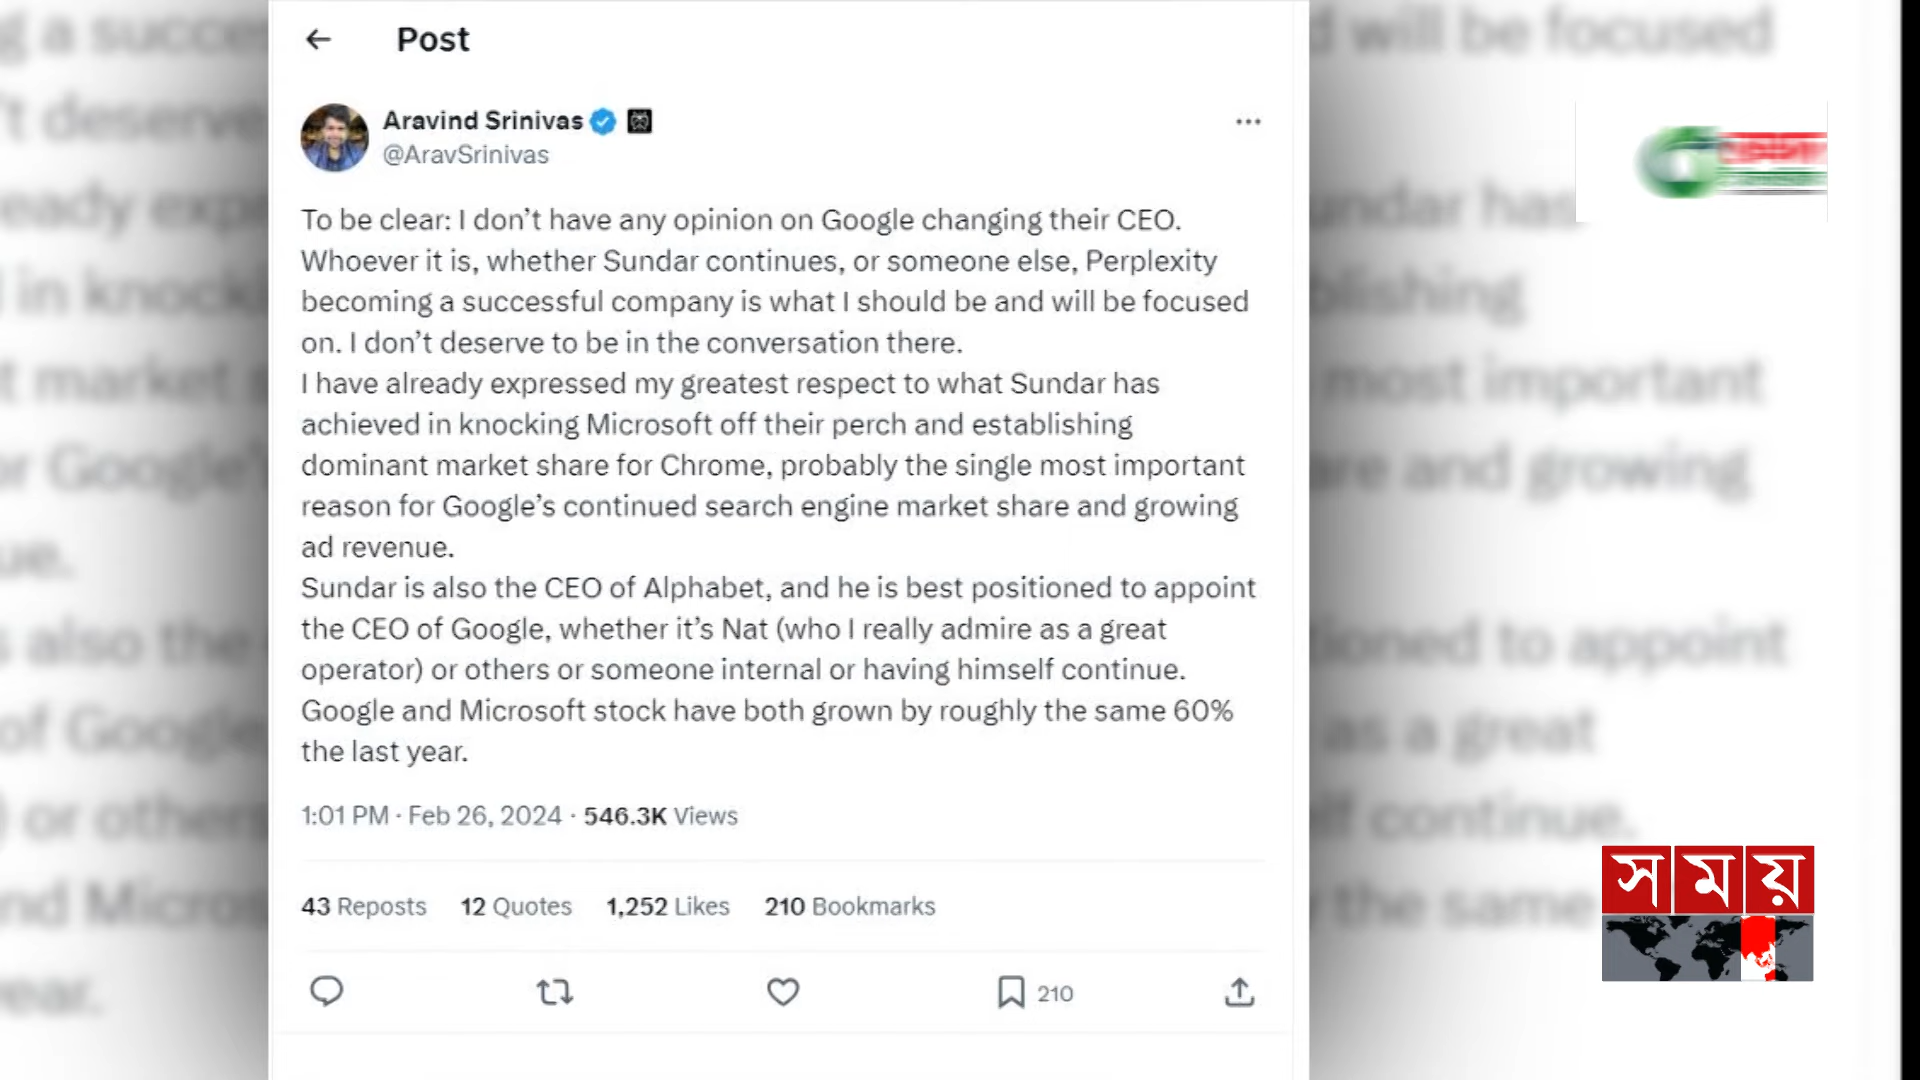 Post
Aravind Srinivas
@AravSrinivas
To be clear: I don’t have any opinion on Google changing their CEO.
Whoever it is, whether Sundar continues, or someone else, Perplexity
becoming a successful company is what I should be and will be focused
on. I don’t deserve to be in the conversation there.
I have already expressed my greatest respect to what Sundar has
achieved in knocking Microsoft off their perch and establishing
dominant market share for Chrome, probably the single most important
reason for Google’s continued search engine market share and growing
ad revenue.
Sundar is also the CEO of Alphabet, and he is best positioned to appoint
the CEO of Google, whether it’s Nat (who I really admire as a great
operator) or others or someone internal or having himself continue.
Google and Microsoft stock have both grown by roughly the same 60%
the last year.
1:01 PM · Feb 26, 2024 · 546.3K Views
43 Reposts 12 Quotes 1,252 Likes 210 Bookmarks
210
সময়